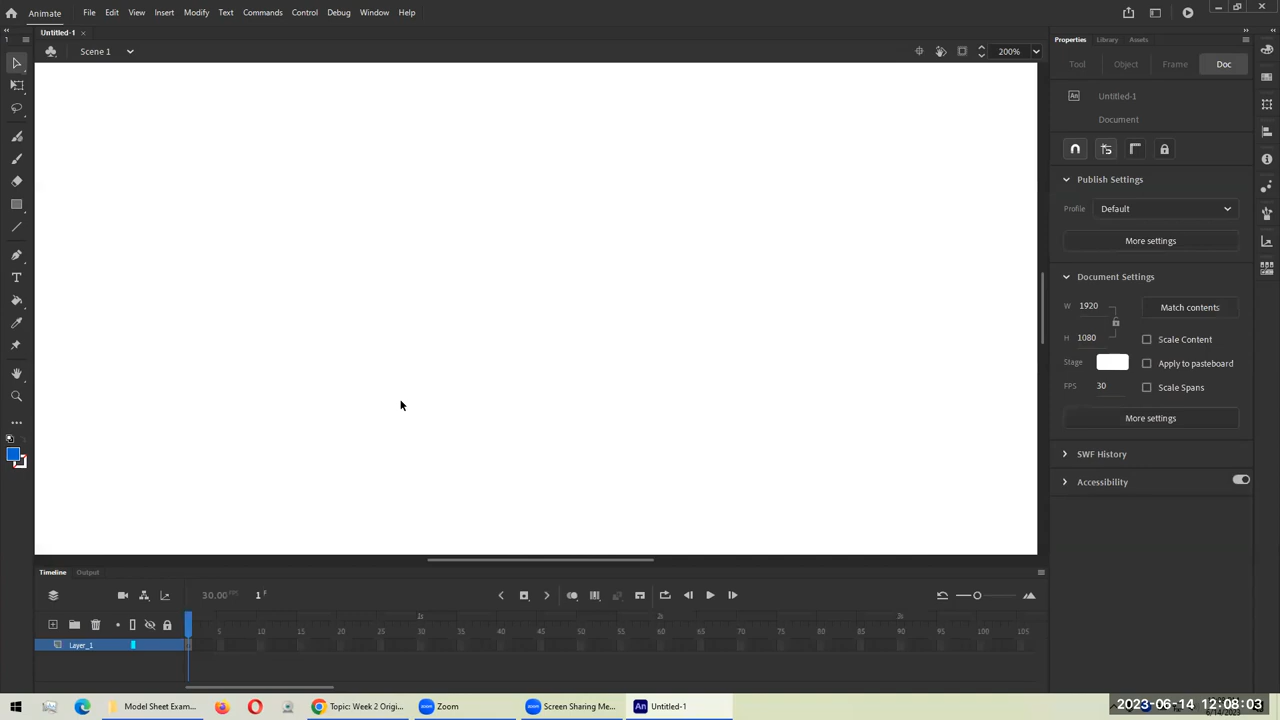 Animate File Edit View Insert Modify Text Commands Control Debug Window Help
Untitled-1
Scene 1 200%
Properties Library Assets
Tool Object Frame Doc
Untitled-1
Document
Publish Settings
Profile Default
More settings
Document Settings
W 1920 Match contents
H 1080 Scale Content
Stage Apply to pasteboard
FPS 30 Scale Spans
More settings
SWF History
Accessibility
Timeline Output
30.00 FPS 1 F
1s 2s 3s
5 10 15 20 25 30 35 40 45 50 55 60 65 70 75 80 85 90 95 100 105
Layer_1
Model Sheet Exam... Topic: Week 2 Origi... Zoom Screen Sharing Me... Untitled-1
2023-06-14 12:08:03